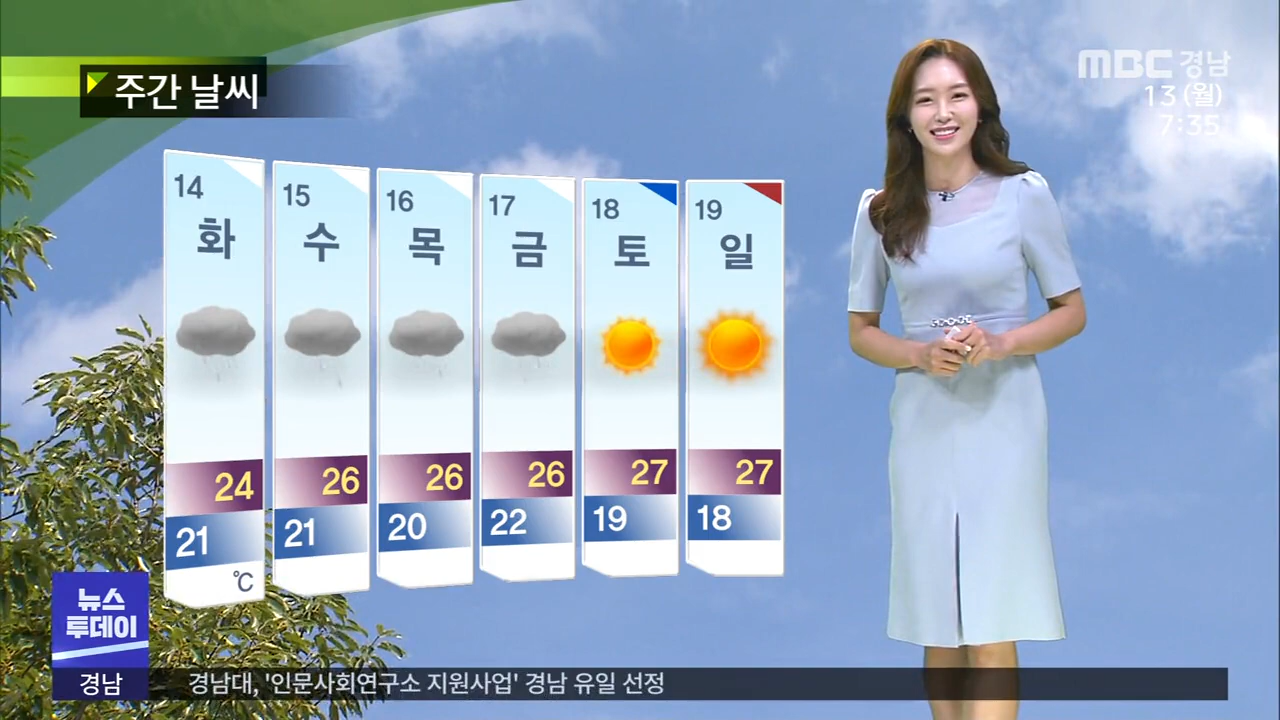 주간 날씨
MBC 경남
13(월)
7:35
14 15 16 17 18 19
화 수 목 금 토 일
24 26 26 26 27 27
21 21 20 22 19 18
℃
뉴스
투데이
경남
경남대, '인문사회연구소 지원사업' 경남 유일 선정